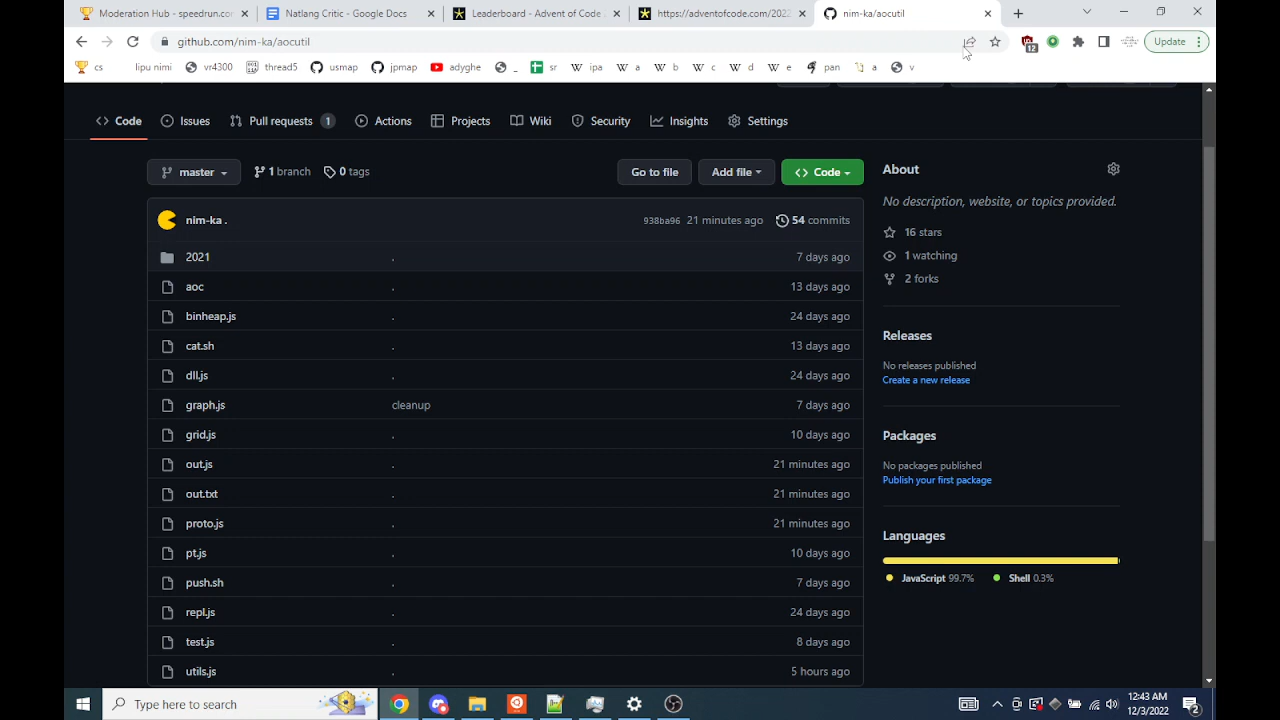 Moderation Hub - speedrun.cor
Natlang Critic - Google Docs
Leaderboard - Advent of Code
https://adventofcode.com/2022
nim-ka/aocutil
github.com/nim-ka/aocutil
12
Update
cs
lipu nimi
vr4300
thread5
usmap
jpmap
adyghe
_
sr
ipa
a
b
c
d
e
pan
a
v
Code
Issues
Pull requests 1
Actions
Projects
Wiki
Security
Insights
Settings
master
1 branch
0 tags
Go to file
Add file
Code
nim-ka .
938ba96 21 minutes ago
54 commits
2021 . 7 days ago
aoc . 13 days ago
binheap.js . 24 days ago
cat.sh . 13 days ago
dll.js . 24 days ago
graph.js cleanup 7 days ago
grid.js . 10 days ago
out.js . 21 minutes ago
out.txt . 21 minutes ago
proto.js . 21 minutes ago
pt.js . 10 days ago
push.sh . 7 days ago
repl.js . 24 days ago
test.js . 8 days ago
utils.js . 5 hours ago
About
No description, website, or topics provided.
16 stars
1 watching
2 forks
Releases
No releases published
Create a new release
Packages
No packages published
Publish your first package
Languages
JavaScript 99.7%
Shell 0.3%
Type here to search
12:43 AM
12/3/2022
2